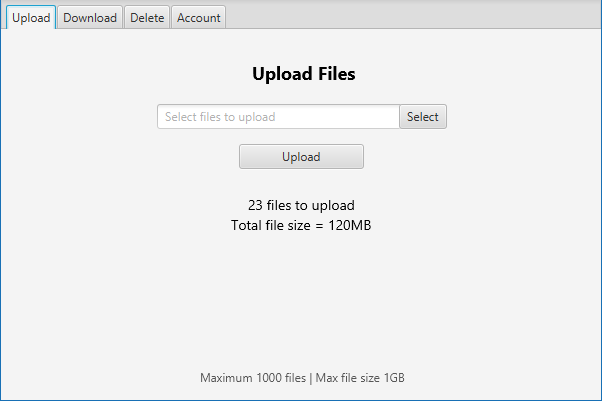 Upload Download Delete Account
Upload Files
Select files to upload Select
Upload
23 files to upload
Total file size = 120MB
Maximum 1000 files | Max file size 1GB